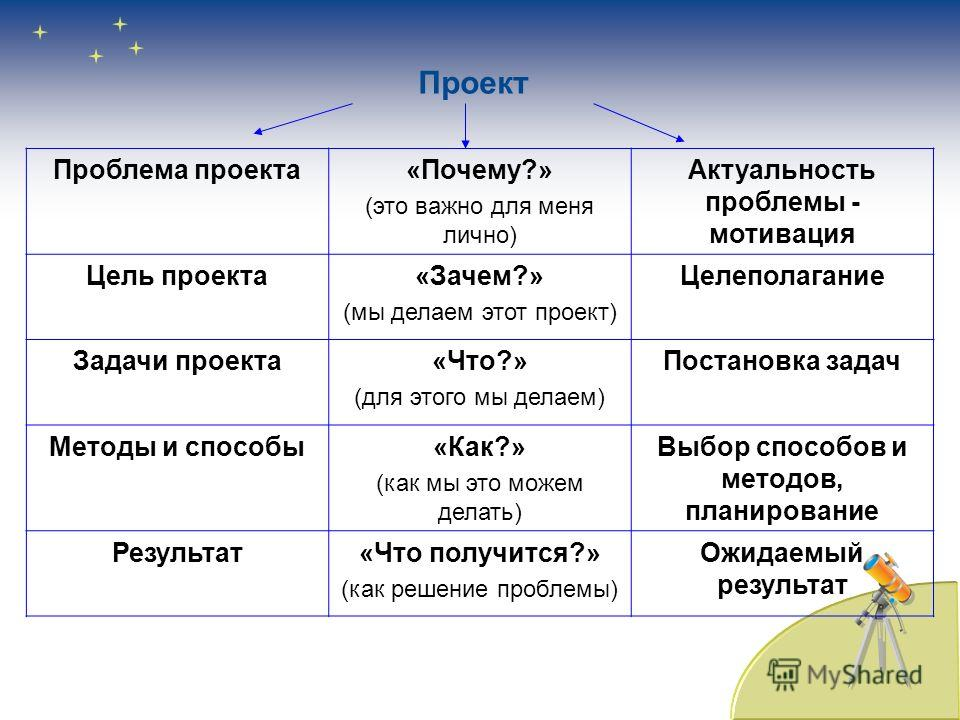 Проект
Проблема проекта
«Почему?»
(это важно для меня
лично)
Актуальность
проблемы -
мотивация
Цель проекта
«Зачем?»
(мы делаем этот проект)
Целеполагание
Задачи проекта
«Что?»
(для этого мы делаем)
Постановка задач
Методы и способы
«Как?»
(как мы это можем
делать)
Выбор способов и
методов,
планирование
Результат
«Что получится?»
(как решение проблемы)
Ожидаемый
результат
MyShared